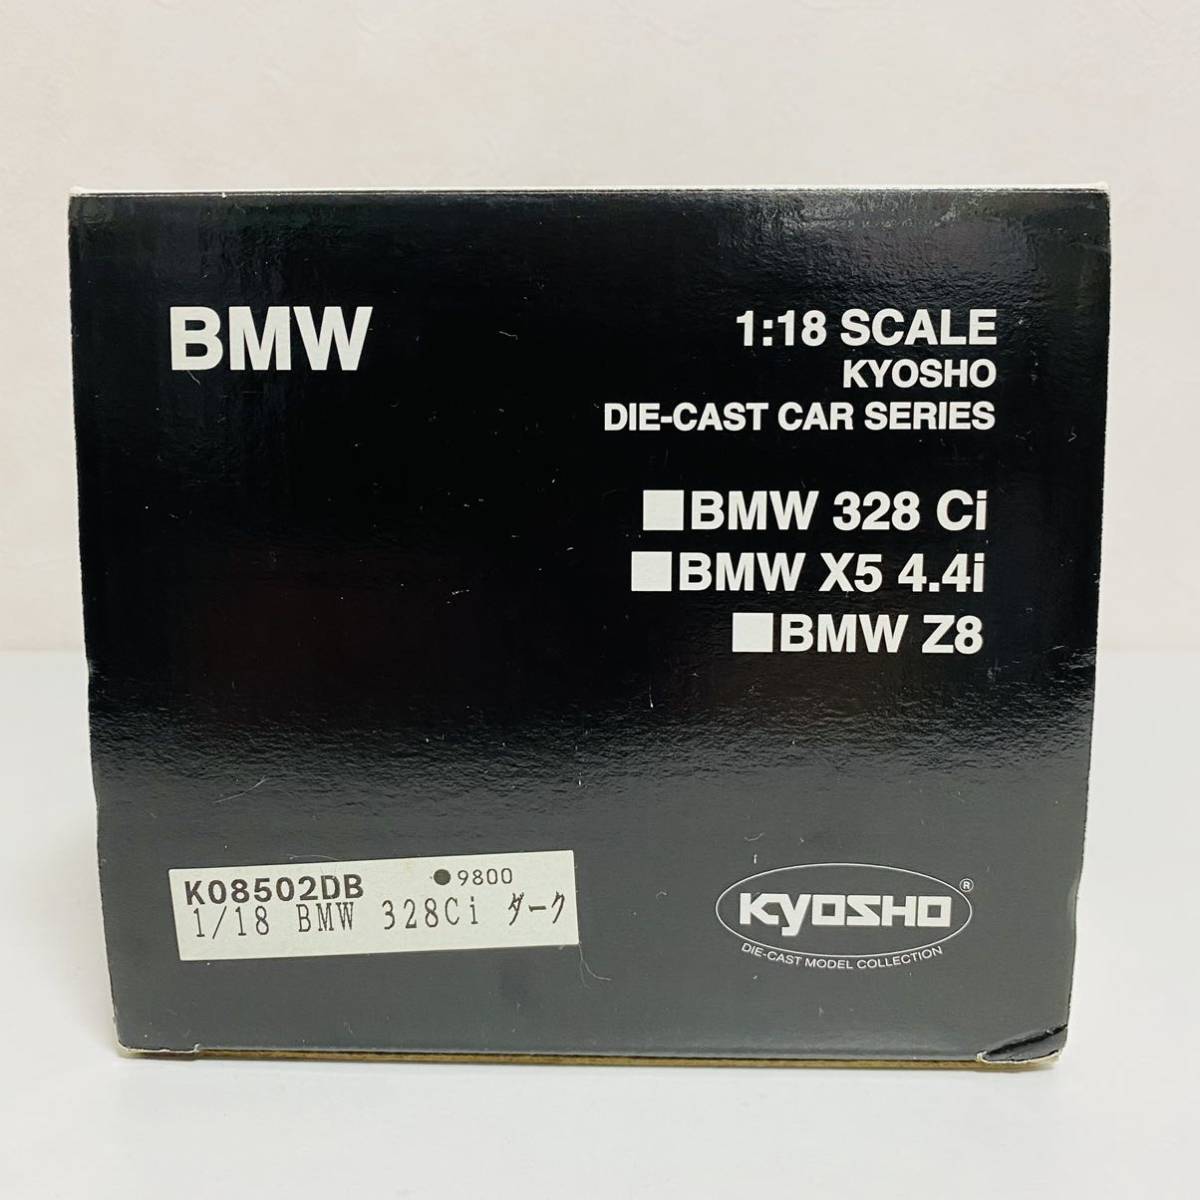 BMW
1:18 SCALE
KYOSHO
DIE-CAST CAR SERIES
■BMW 328 Ci
■BMW X5 4.4i
■BMW Z8
K08502DB ●9800
1/18 BMW 328Ci ダーク
KYOSHO®
DIE-CAST MODEL COLLECTION